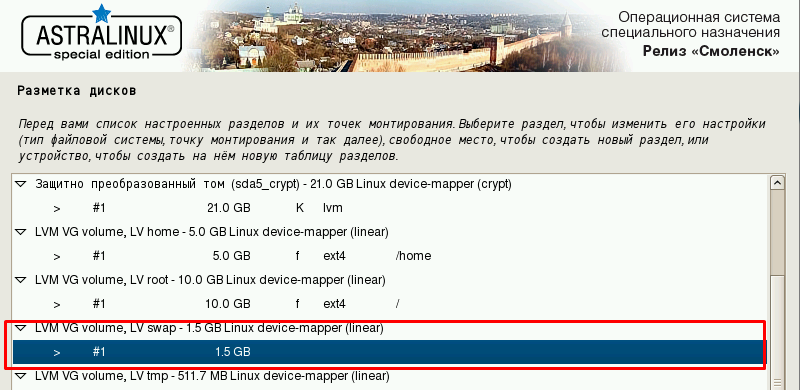 ASTRALINUX®
special edition
Операционная система
специального назначения
Релиз «Смоленск»
Разметка дисков
Перед вами список настроенных разделов и их точек монтирования. Выберите раздел, чтобы изменить его настройки
(тип файловой системы, точку монтирования и так далее), свободное место, чтобы создать новый раздел, или
устройство, чтобы создать на нём новую таблицу разделов.
Защитно преобразованный том (sda5_crypt) - 21.0 GB Linux device-mapper (crypt)
> #1 21.0 GB K lvm
LVM VG volume, LV home - 5.0 GB Linux device-mapper (linear)
> #1 5.0 GB f ext4 /home
LVM VG volume, LV root - 10.0 GB Linux device-mapper (linear)
> #1 10.0 GB f ext4 /
LVM VG volume, LV swap - 1.5 GB Linux device-mapper (linear)
> #1 1.5 GB
LVM VG volume, LV tmp - 511.7 MB Linux device-mapper (linear)